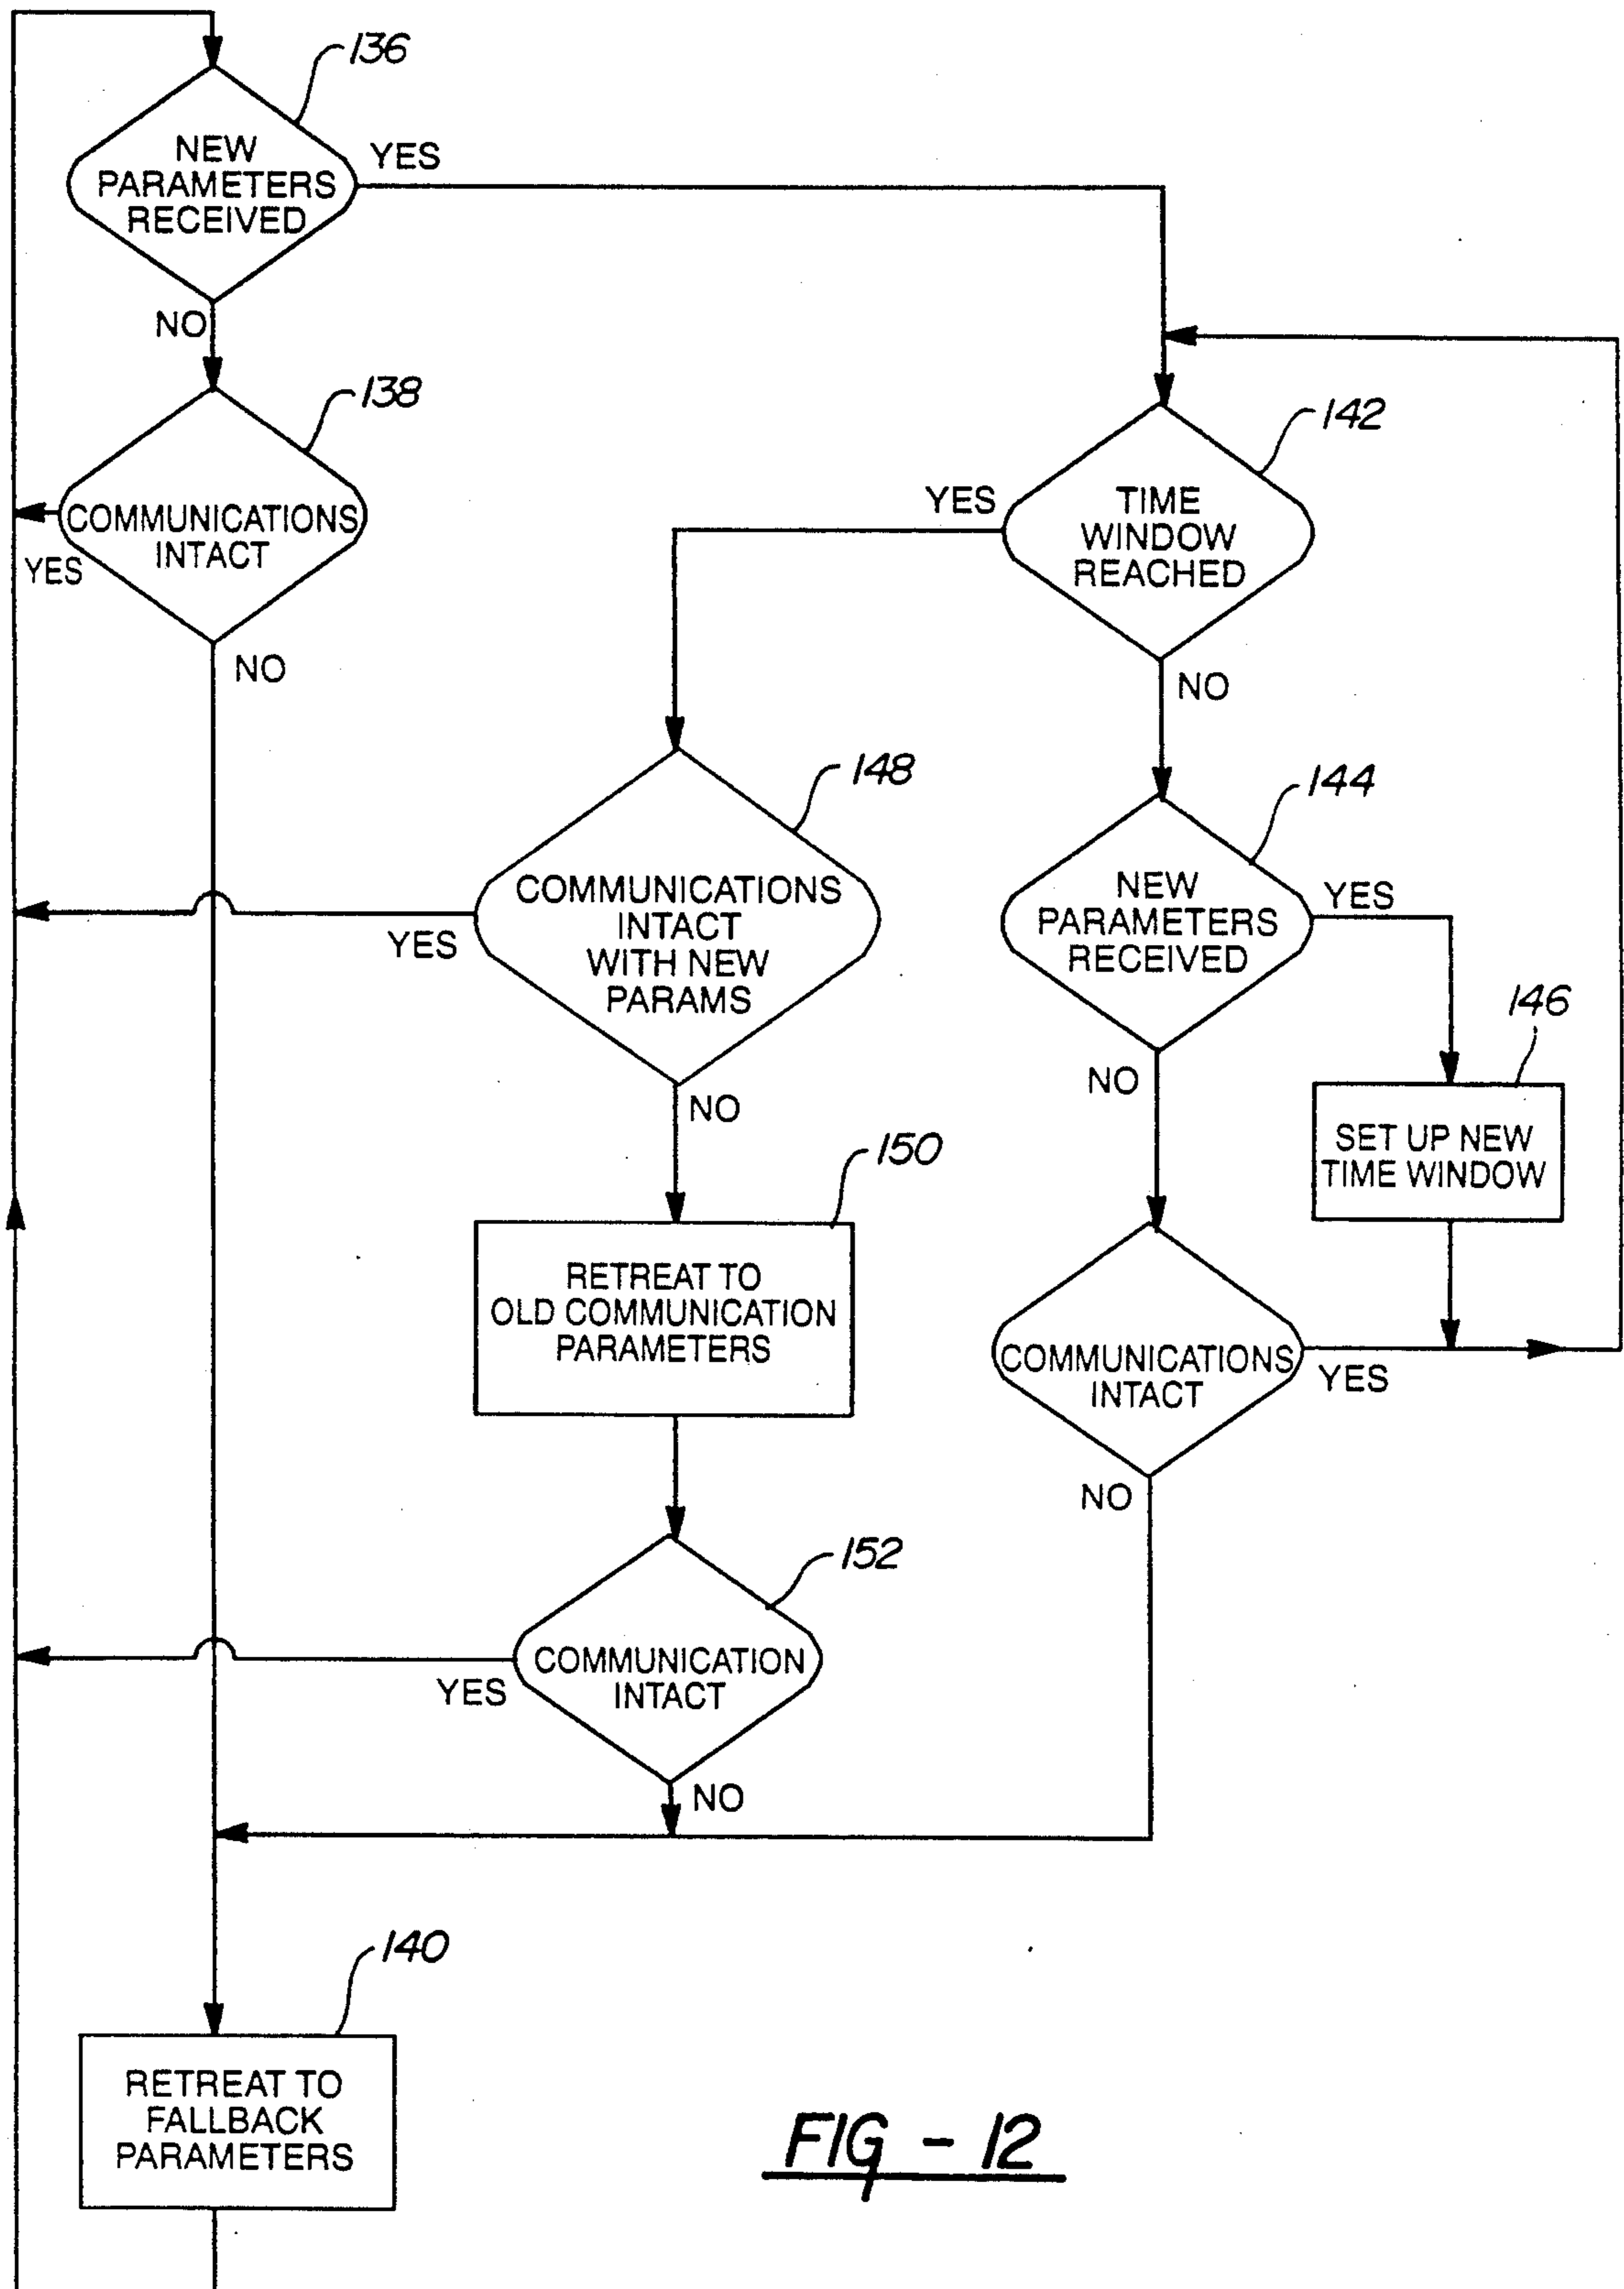 136
NEW
PARAMETERS
RECEIVED
YES
NO
138
COMMUNICATIONS
INTACT
YES
NO
142
TIME
WINDOW
REACHED
YES
NO
148
COMMUNICATIONS
INTACT
WITH NEW
PARAMS
YES
NO
144
NEW
PARAMETERS
RECEIVED
YES
NO
146
SET UP NEW
TIME WINDOW
150
RETREAT TO
OLD COMMUNICATION
PARAMETERS
COMMUNICATIONS
INTACT
YES
NO
152
COMMUNICATION
INTACT
YES
NO
140
RETREAT TO
FALLBACK
PARAMETERS
FIG - 12